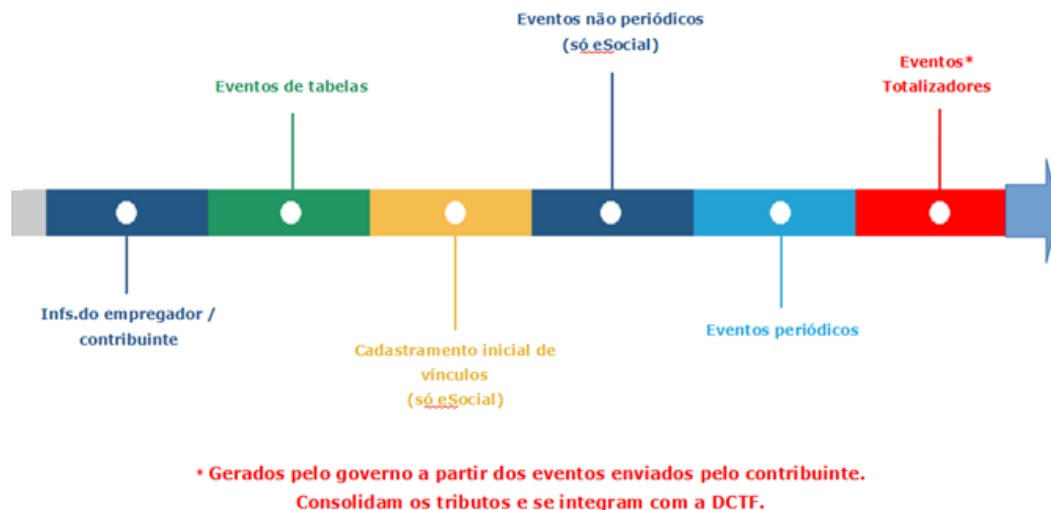 Infs.do empregador /
contribuinte
Eventos de tabelas
Cadastramento inicial de
vínculos
(só eSocial)
Eventos não periódicos
(só eSocial)
Eventos periódicos
Eventos*
Totalizadores
* Gerados pelo governo a partir dos eventos enviados pelo contribuinte.
Consolidam os tributos e se integram com a DCTF.